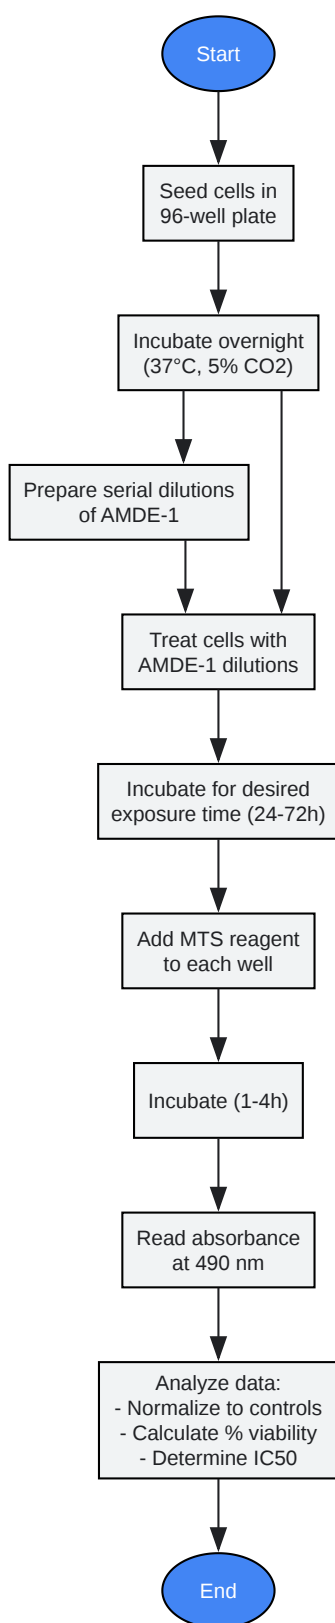 Start
Seed cells in
96-well plate
Incubate overnight
(37°C, 5% CO2)
Prepare serial dilutions
of AMDE-1
Treat cells with
AMDE-1 dilutions
Incubate for desired
exposure time (24-72h)
Add MTS reagent
to each well
Incubate (1-4h)
Read absorbance
at 490 nm
Analyze data:
- Normalize to controls
- Calculate % viability
- Determine IC50
End